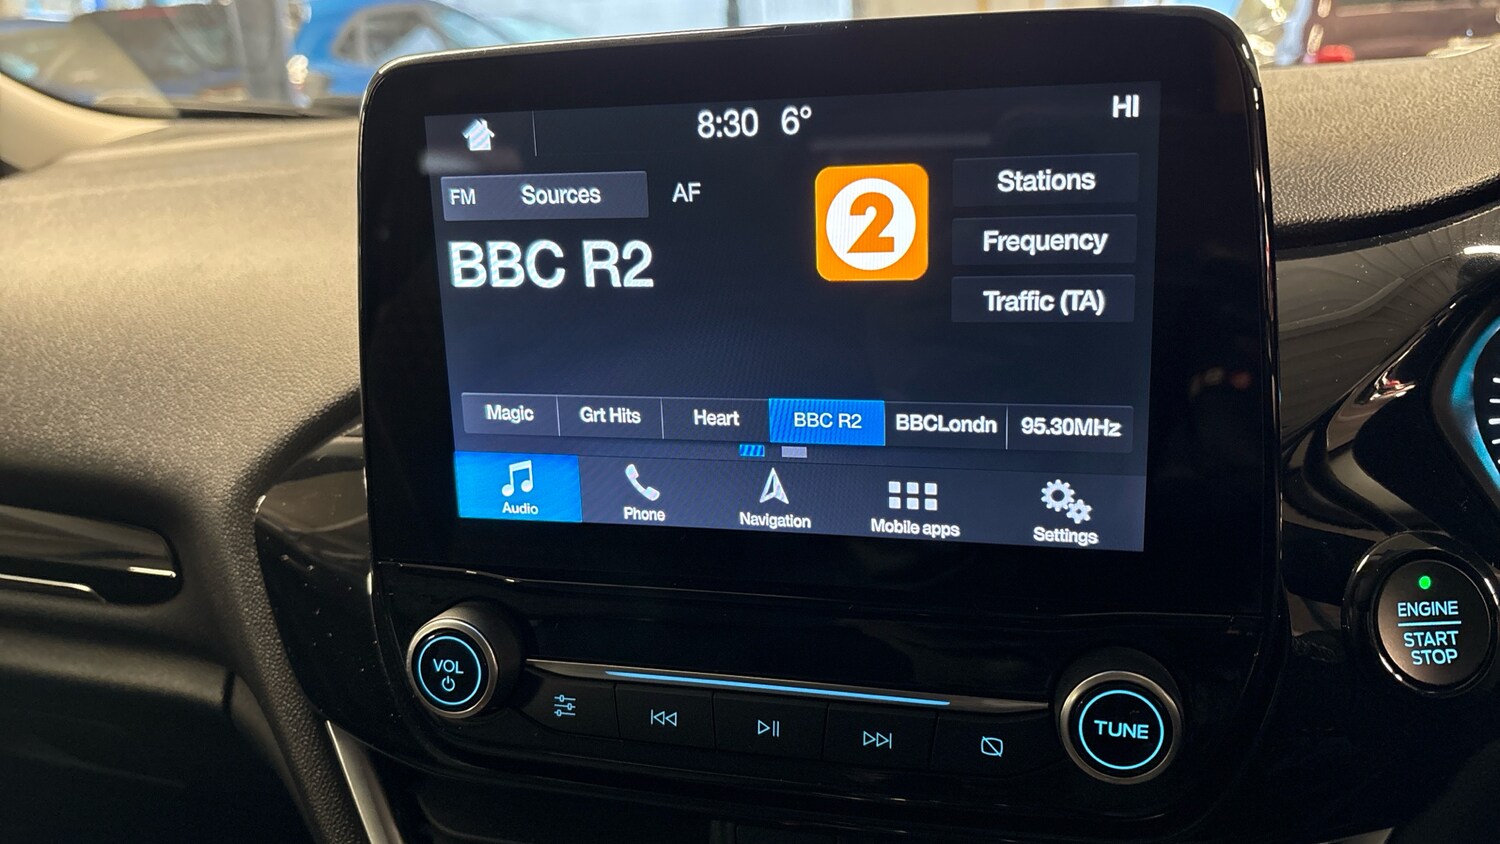 8:30 6° HI
FM Sources AF
BBC R2
2
Stations
Frequency
Traffic (TA)
Magic Grt Hits Heart BBC R2 BBCLondn 95.30MHz
Audio Phone Navigation Mobile apps Settings
VOL
TUNE
ENGINE
START
STOP